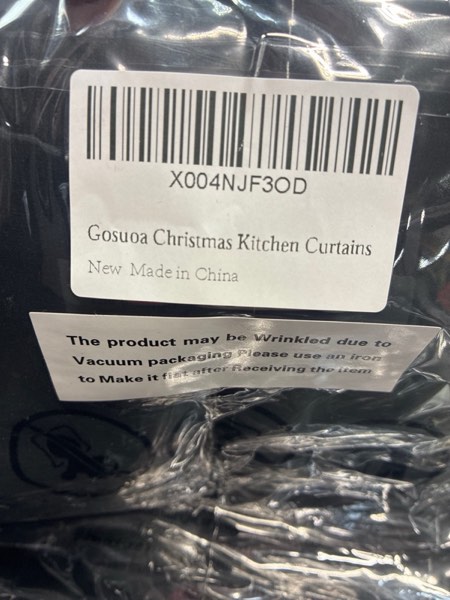 X004NJF3OD
Gosuoa Christmas Kitchen Curtains
New Made in China
The product may be Wrinkled due to
Vacuum packaging Please use an iron
to Make it flat after Receiving the item